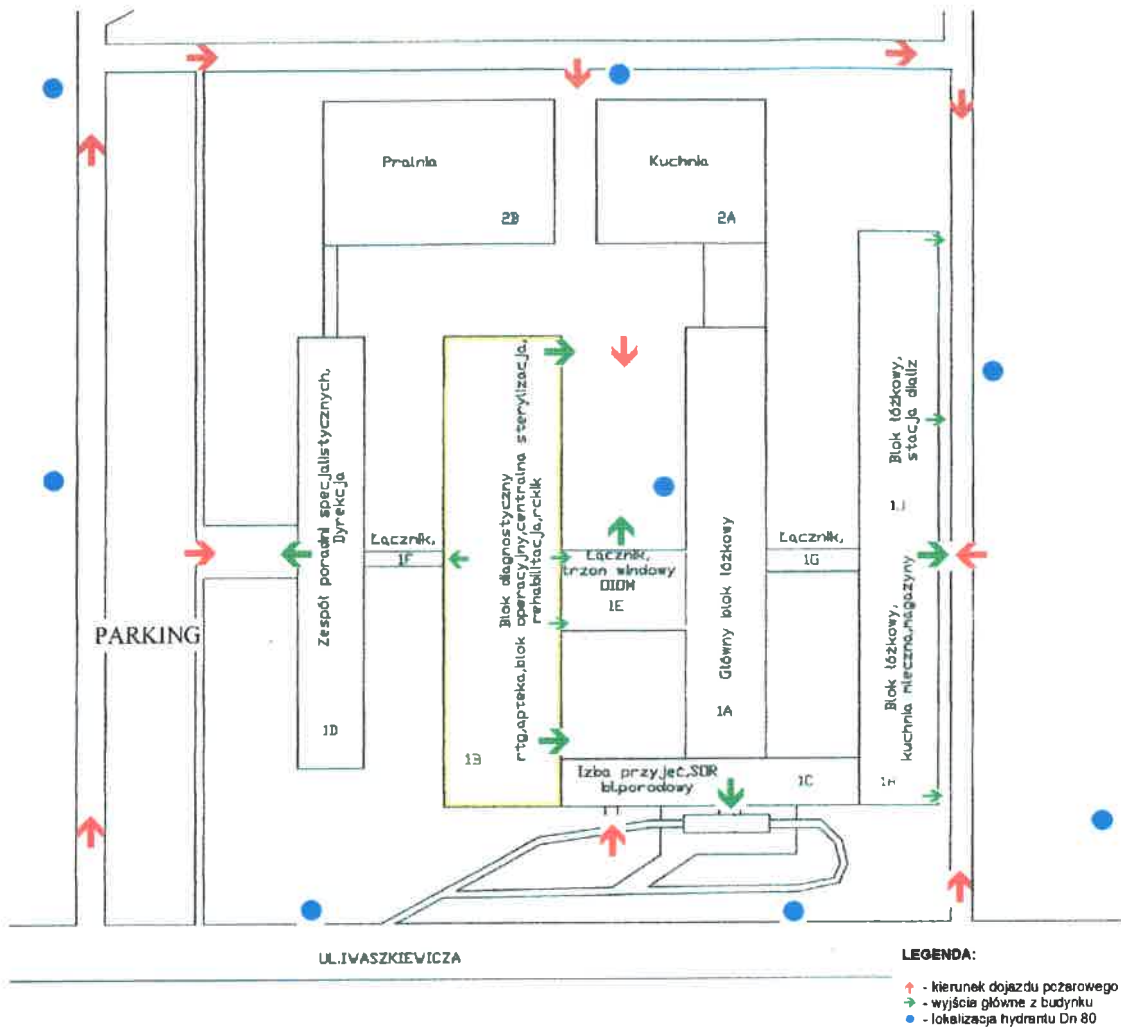 Pralnia
2B
Kuchnia
2A
Zespół poradni specjalistycznych,
Dyrekcja
1D
Łącznik,
1F
Blok diagnostyczny
rtg,apteka,blok operacyjny,centralna sterylizacja,
rehabilitacja,rckik
1B
Łącznik,
trzon windowy
OIOM
1E
Główny blok łóżkowy
1A
Łącznik,
1G
Blok łóżkowy,
stacja dializ
Blok łóżkowy,
kuchnia mleczna,magazyny
Izba przyjęć,SOR
bl.porodowy
1C
PARKING
UL.IWASZKIEWICZA
LEGENDA:
- kierunek dojazdu pożarowego
- wyjścia główne z budynku
- lokalizacja hydrantu Dn 80